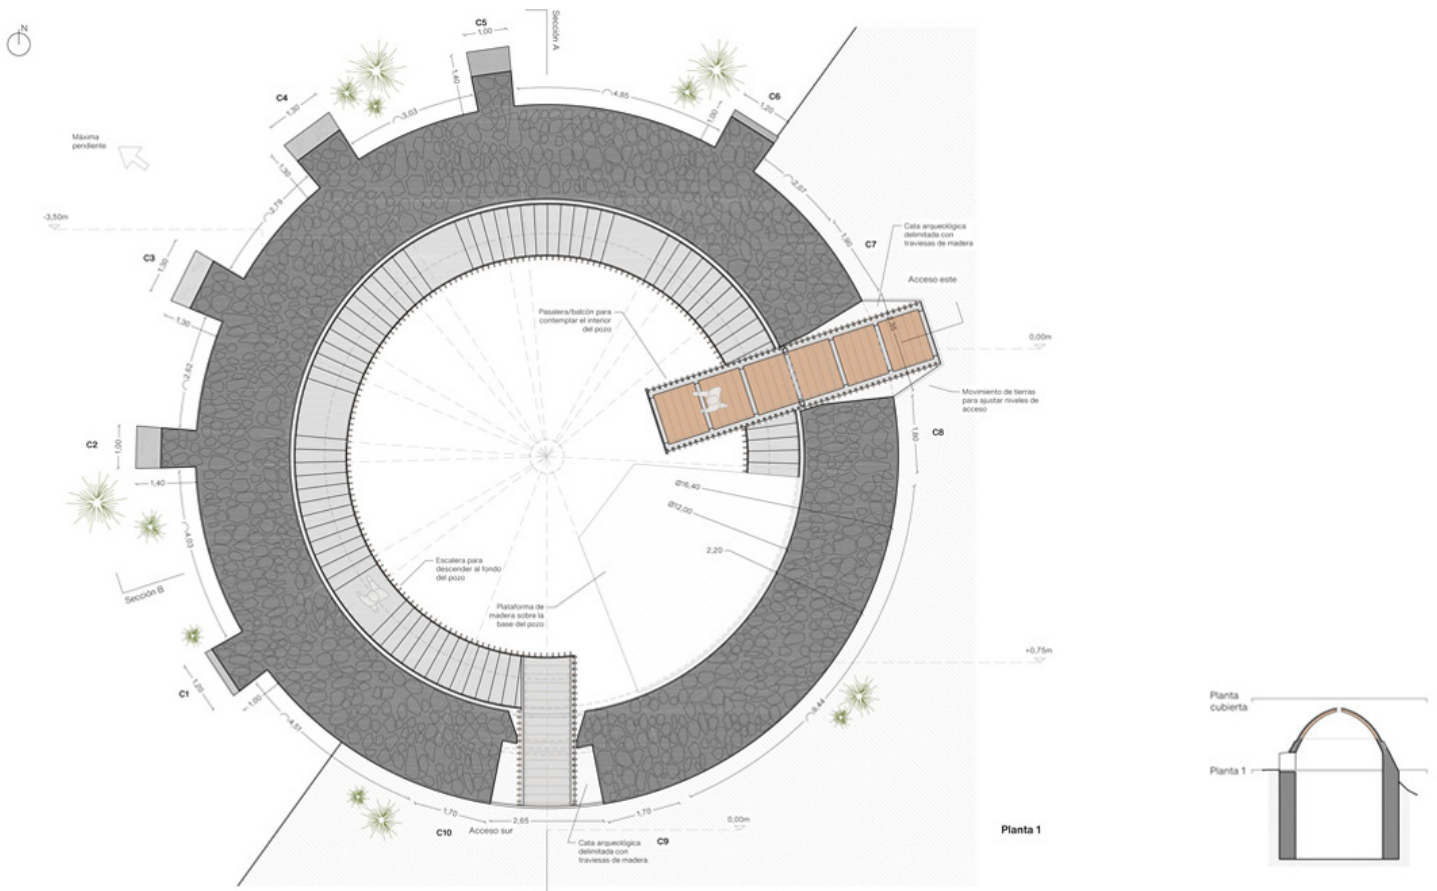 N
C5
1,00
Sección A
1,40
C4
1,30
3,03
4,85
C6
1,20
1,00
Máxima
pendiente
1,30
2,79
2,07
-3,50m
1,90
C7
Cata arqueológica
delimitada con
traviesas de madera
C3
1,30
Acceso este
1,30
Pasalera/balcón para
contemplar el interior
del pozo
0,00m
2,62
Movimiento de tierras
para ajustar niveles de
acceso
C2
1,00
1,40
C8
1,80
Ø16,40
Ø12,00
2,20
4,03
Escalera para
descender al fondo
del pozo
Sección B
Plataforma de
madera sobre la
base del pozo
+0,75m
C1
1,20
1,00
4,51
9,44
Planta
cubierta
Planta 1
1,70
2,65
1,70
C10
Acceso sur
0,00m
C9
Cata arqueológica
delimitada con
traviesas de madera
Planta 1